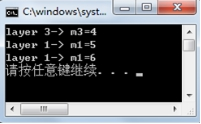 C:\windows\syst...
layer 3-> m3=4
layer 1-> m1=5
layer 1-> m1=6
请按任意键继续. . .